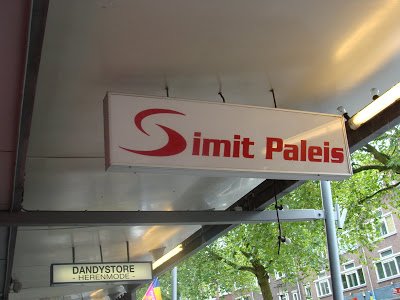 Simit Paleis
DANDYSTORE
- HERENMODE -